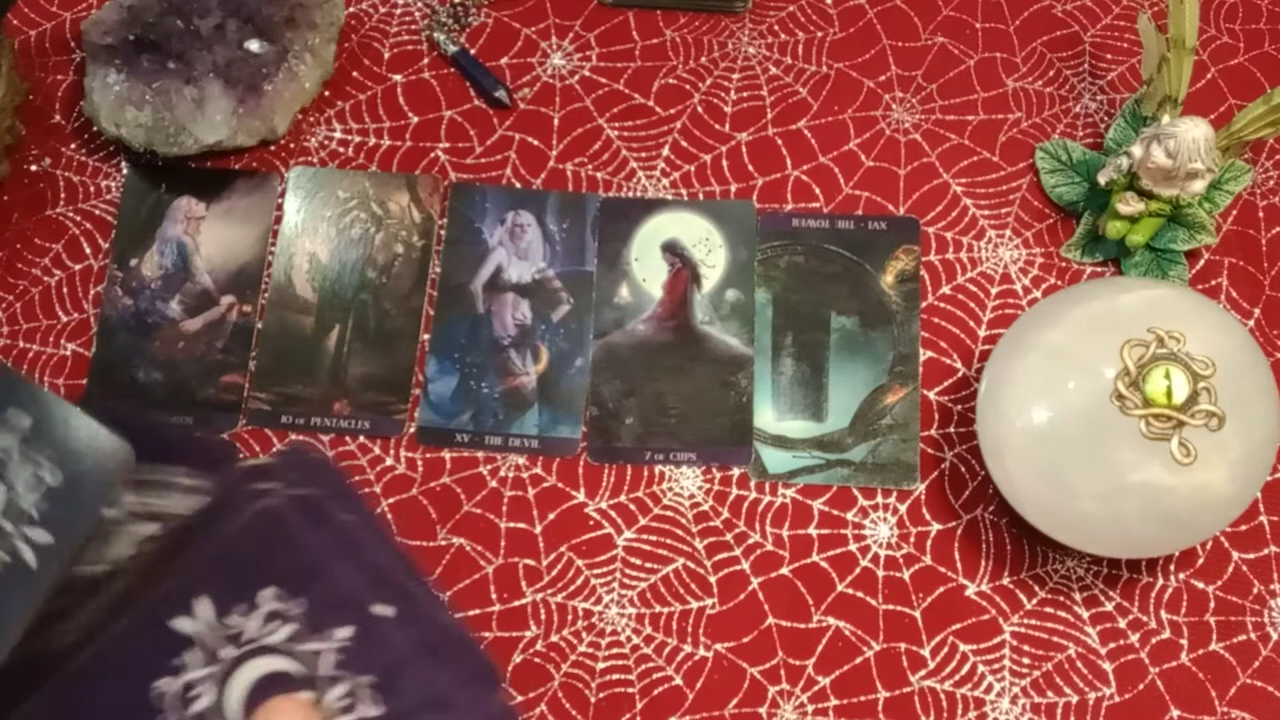 10 OF PENTACLES
XV - THE DEVIL
7 OF CUPS
XVI - THE TOWER